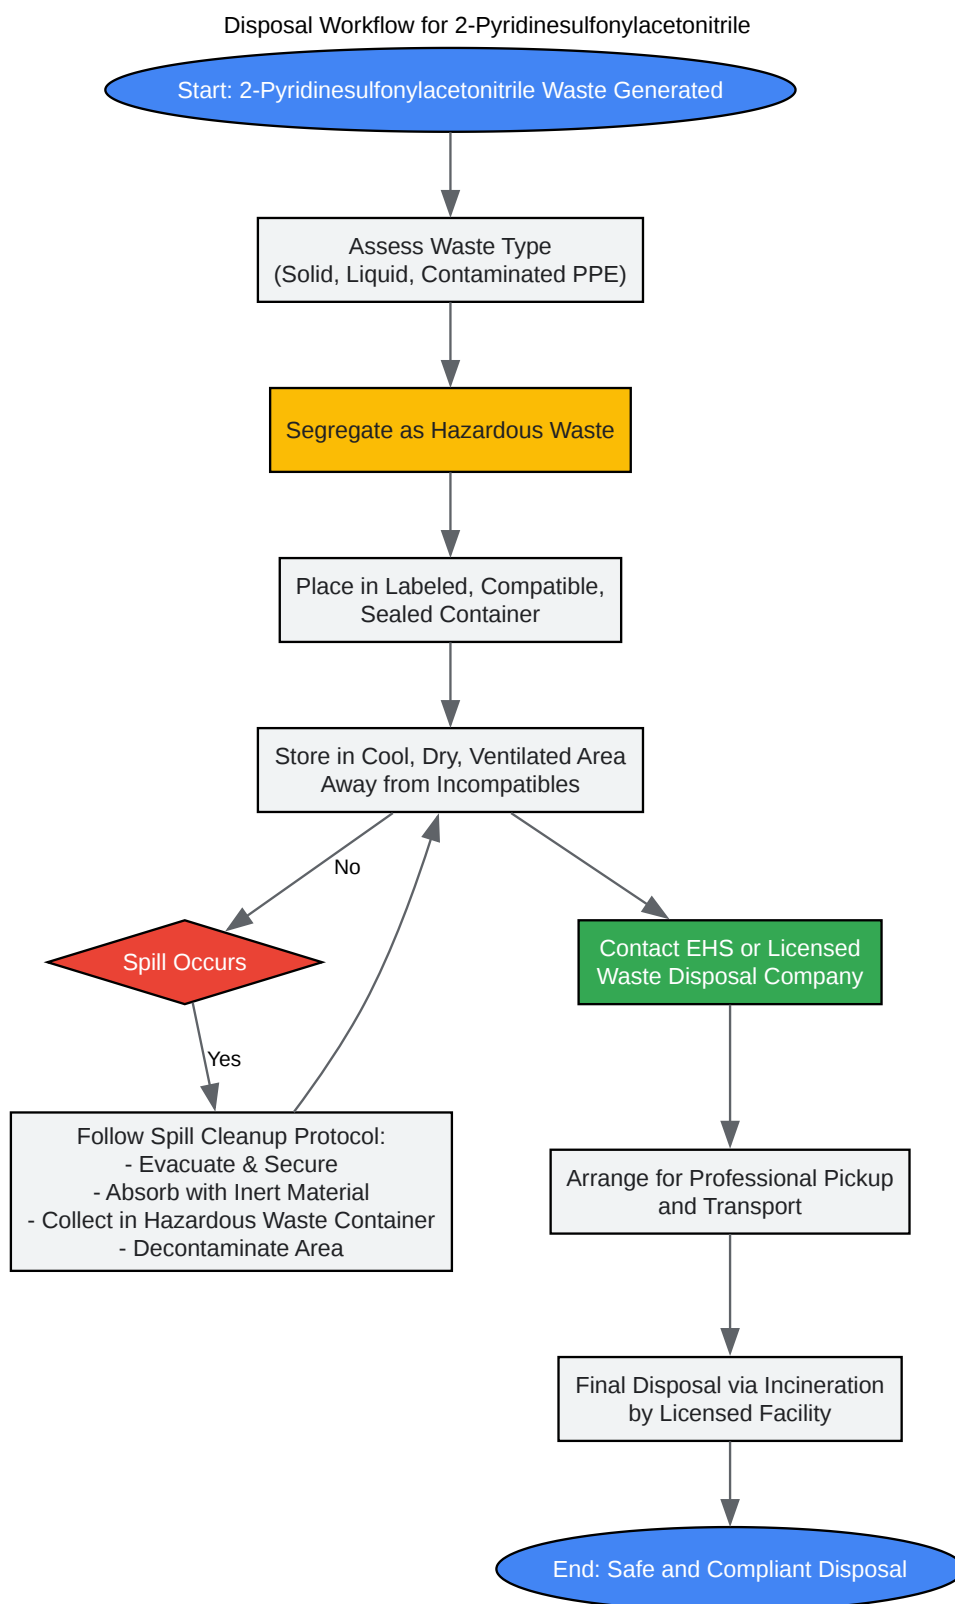 Disposal Workflow for 2-Pyridinesulfonylacetonitrile
Start: 2-Pyridinesulfonylacetonitrile Waste Generated
Assess Waste Type
(Solid, Liquid, Contaminated PPE)
Segregate as Hazardous Waste
Place in Labeled, Compatible,
Sealed Container
Store in Cool, Dry, Ventilated Area
Away from Incompatibles
No
Spill Occurs
Contact EHS or Licensed
Waste Disposal Company
Yes
Follow Spill Cleanup Protocol:
- Evacuate & Secure
- Absorb with Inert Material
- Collect in Hazardous Waste Container
- Decontaminate Area
Arrange for Professional Pickup
and Transport
Final Disposal via Incineration
by Licensed Facility
End: Safe and Compliant Disposal